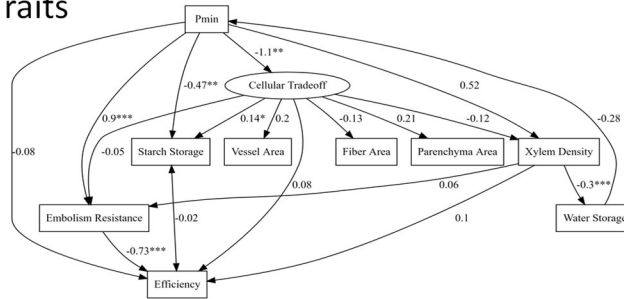 raits
Pmin
-1.1**
Cellular Tradeoff
-0.47**
0.52
0.9***
-0.28
0.14*
0.2
-0.13
0.21
-0.12
-0.08
-0.05
Starch Storage
Vessel Area
Fiber Area
Parenchyma Area
Xylem Density
0.08
0.06
-0.3***
Embolism Resistance
-0.02
0.1
Water Storage
-0.73***
Efficiency